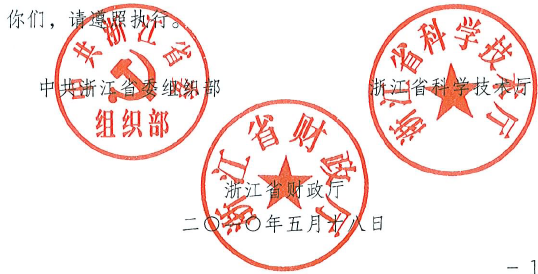 你们，请遵照执行。
中共浙江省委
组织部
中共浙江省委组织部
浙江省科学技术厅
浙江省科学技术厅
浙江省财政厅
浙江省财政厅
二〇一〇年五月十八日
– 1